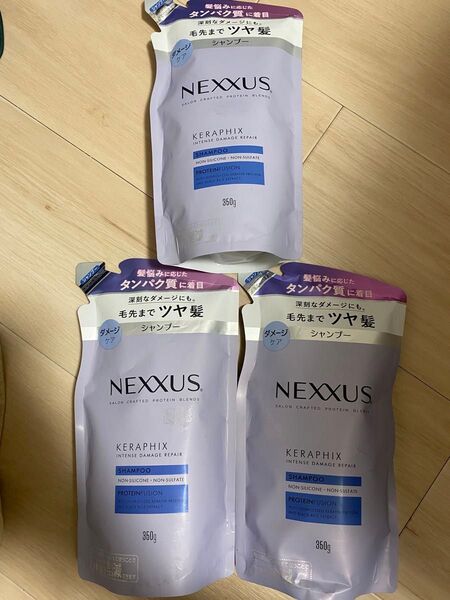 髪悩みに応じた
タンパク質に着目
深刻なダメージにも。
毛先まで ツヤ髪
シャンプー
ダメージ
ケア
NEXXUS
SALON CRAFTED PROTEIN BLENDS
KERAPHIX
INTENSE DAMAGE REPAIR
SHAMPOO
NON-SILICONE • NON-SULFATE
PROTEINFUSION
350g
髪悩みに応じた
タンパク質に着目
深刻なダメージにも。
毛先まで ツヤ髪
シャンプー
ダメージ
ケア
NEXXUS
SALON CRAFTED PROTEIN BLENDS
KERAPHIX
INTENSE DAMAGE REPAIR
SHAMPOO
NON-SILICONE • NON-SULFATE
PROTEINFUSION
350g
髪悩みに応じた
タンパク質に着目
深刻なダメージにも。
毛先まで ツヤ髪
シャンプー
ダメージ
ケア
NEXXUS
SALON CRAFTED PROTEIN BLENDS
KERAPHIX
INTENSE DAMAGE REPAIR
SHAMPOO
NON-SILICONE • NON-SULFATE
PROTEINFUSION
350g